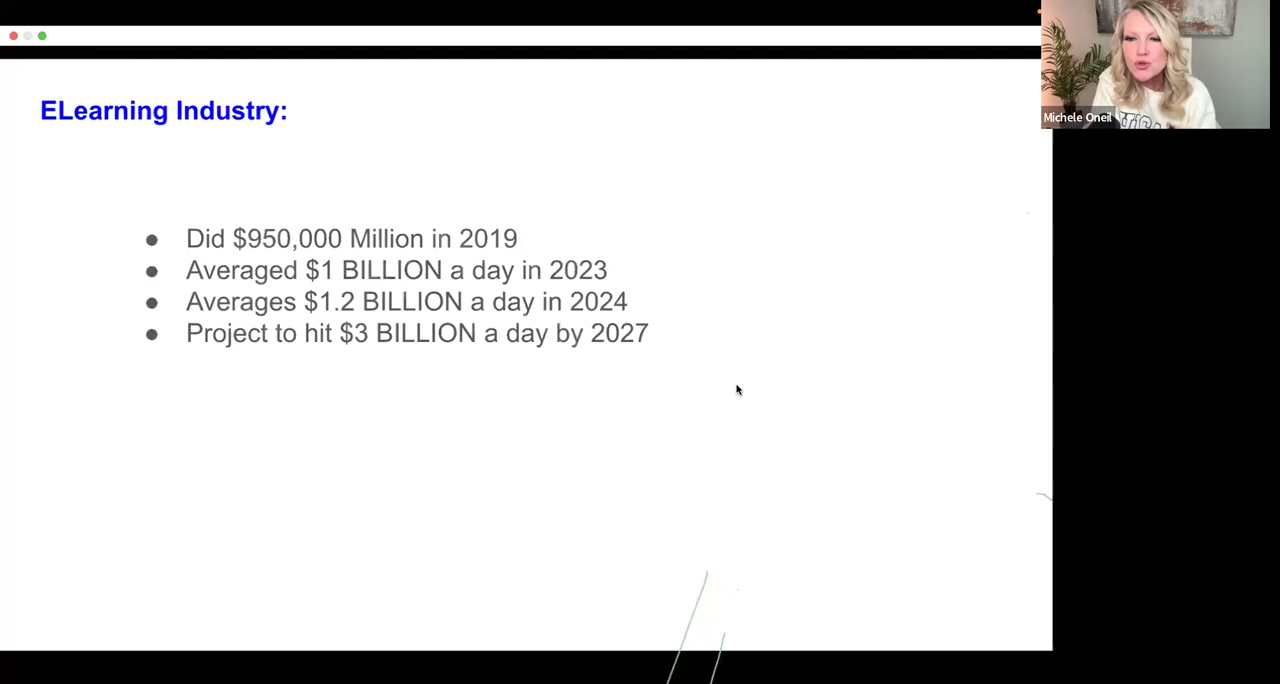 ELearning Industry:
Michele Oneil
● Did $950,000 Million in 2019
● Averaged $1 BILLION a day in 2023
● Averages $1.2 BILLION a day in 2024
● Project to hit $3 BILLION a day by 2027